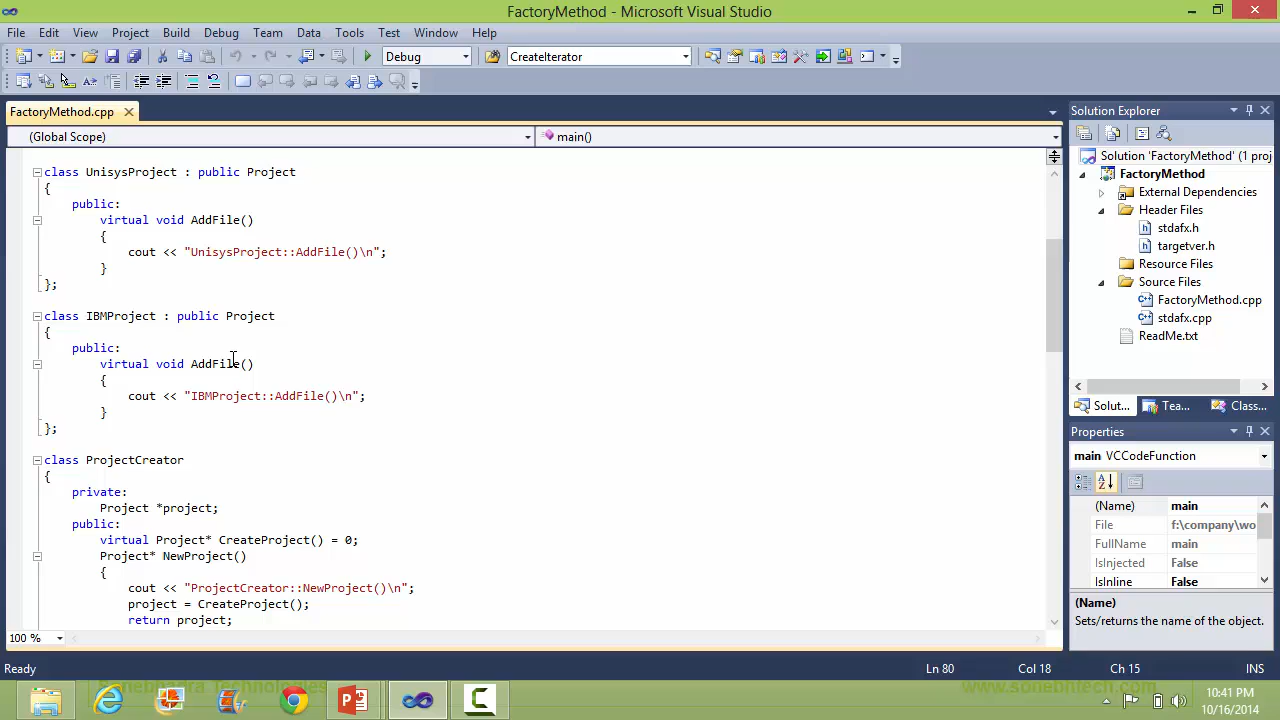 FactoryMethod - Microsoft Visual Studio
File Edit View Project Build Debug Team Data Tools Test Window Help
Debug CreateIterator
FactoryMethod.cpp
(Global Scope) main()
class UnisysProject : public Project
{
public:
virtual void AddFile()
{
cout << "UnisysProject::AddFile()\n";
}
};
class IBMProject : public Project
{
public:
virtual void AddFile()
{
cout << "IBMProject::AddFile()\n";
}
};
class ProjectCreator
{
private:
Project *project;
public:
virtual Project* CreateProject() = 0;
Project* NewProject()
{
cout << "ProjectCreator::NewProject()\n";
project = CreateProject();
return project;
100 %
Solution Explorer
Solution 'FactoryMethod' (1 proj
FactoryMethod
External Dependencies
Header Files
stdafx.h
targetver.h
Resource Files
Source Files
FactoryMethod.cpp
stdafx.cpp
ReadMe.txt
Solut... Tea... Class...
Properties
main VCCodeFunction
(Name) main
File f:\company\wo
FullName main
IsInjected False
IsInline False
(Name)
Sets/returns the name of the object.
Ready Ln 80 Col 18 Ch 15 INS
Sunebhadra Technologies www.sunebhtech.com
10:41 PM
10/16/2014